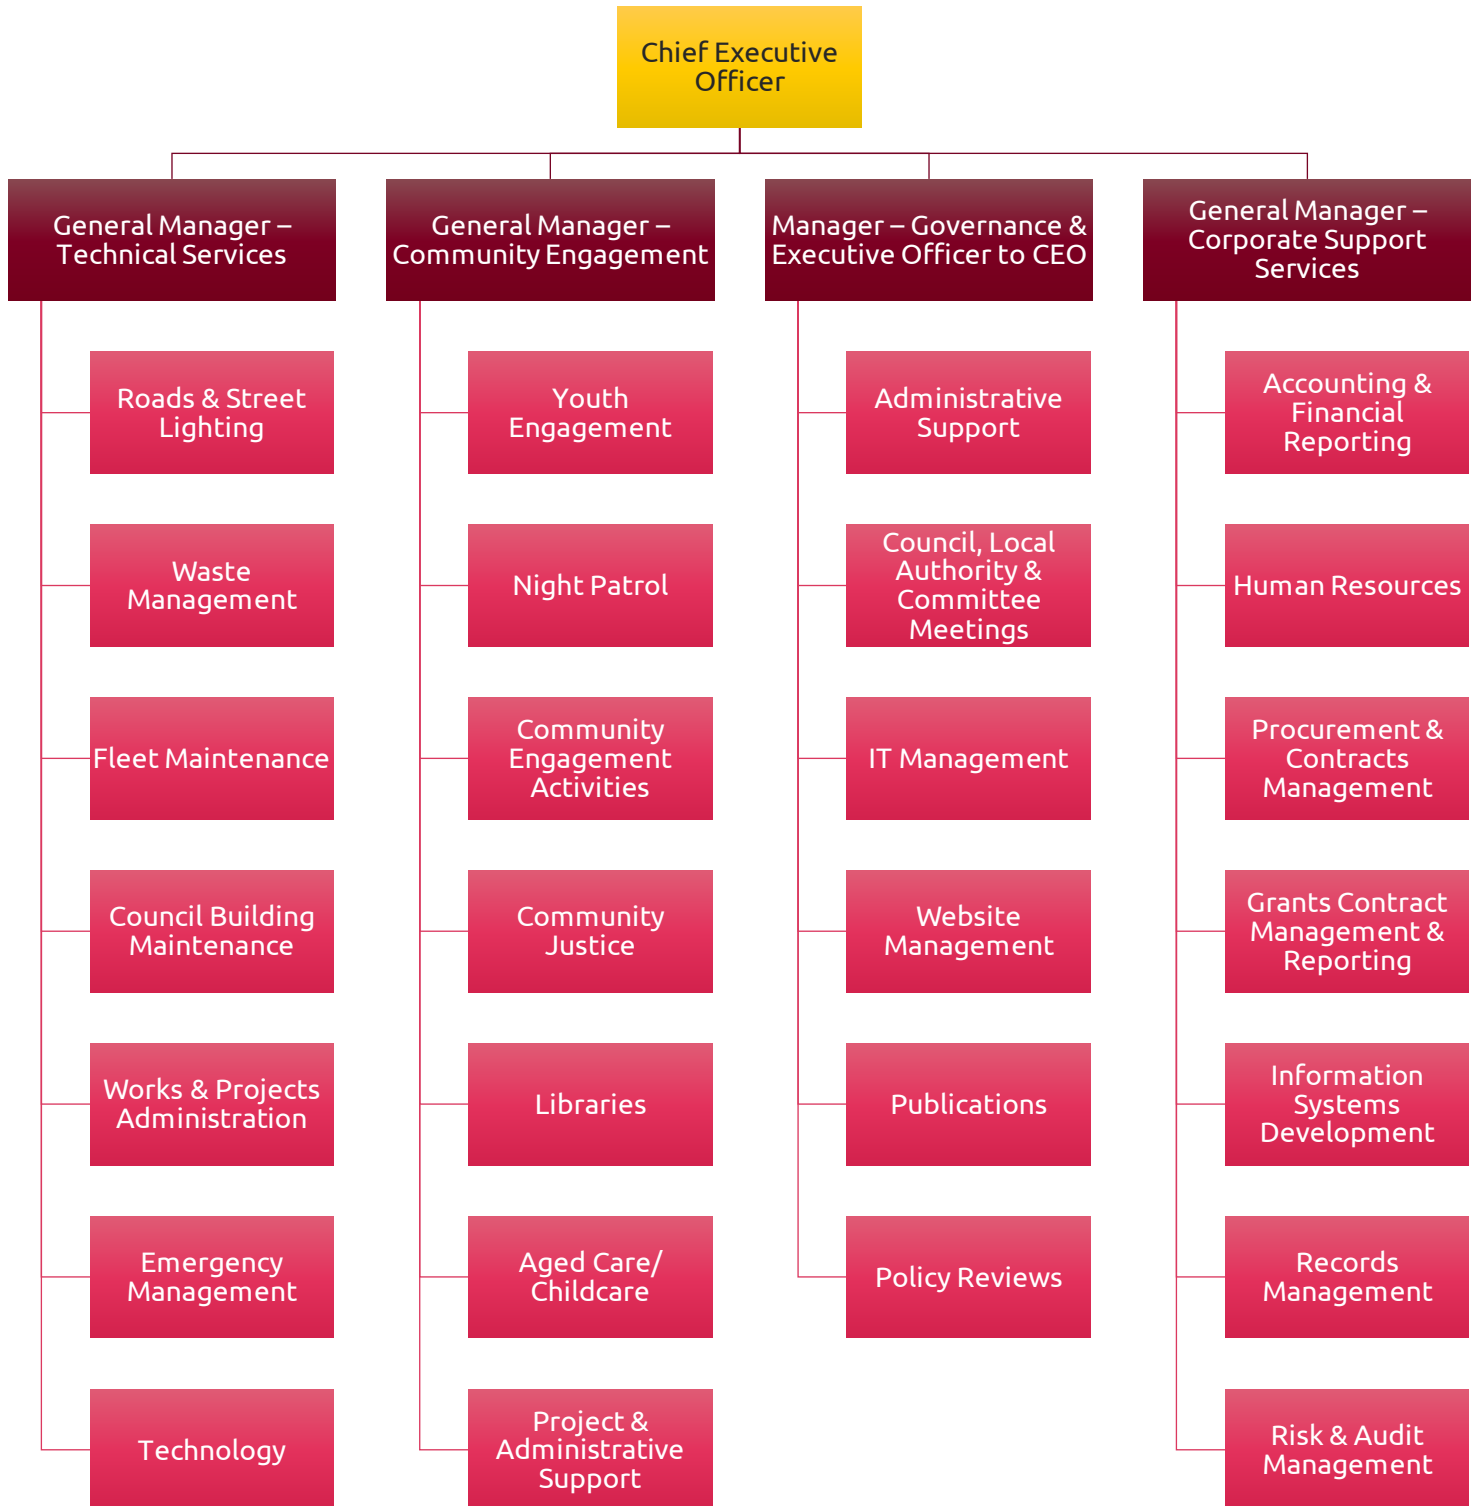 Chief Executive
Officer
General Manager –
Technical Services
General Manager –
Community Engagement
Manager – Governance &
Executive Officer to CEO
General Manager –
Corporate Support
Services
Roads & Street
Lighting
Waste
Management
Fleet Maintenance
Council Building
Maintenance
Works & Projects
Administration
Emergency
Management
Technology
Youth
Engagement
Night Patrol
Community
Engagement
Activities
Community
Justice
Libraries
Aged Care/
Childcare
Project &
Administrative
Support
Administrative
Support
Council, Local
Authority &
Committee
Meetings
IT Management
Website
Management
Publications
Policy Reviews
Accounting &
Financial
Reporting
Human Resources
Procurement &
Contracts
Management
Grants Contract
Management &
Reporting
Information
Systems
Development
Records
Management
Risk & Audit
Management